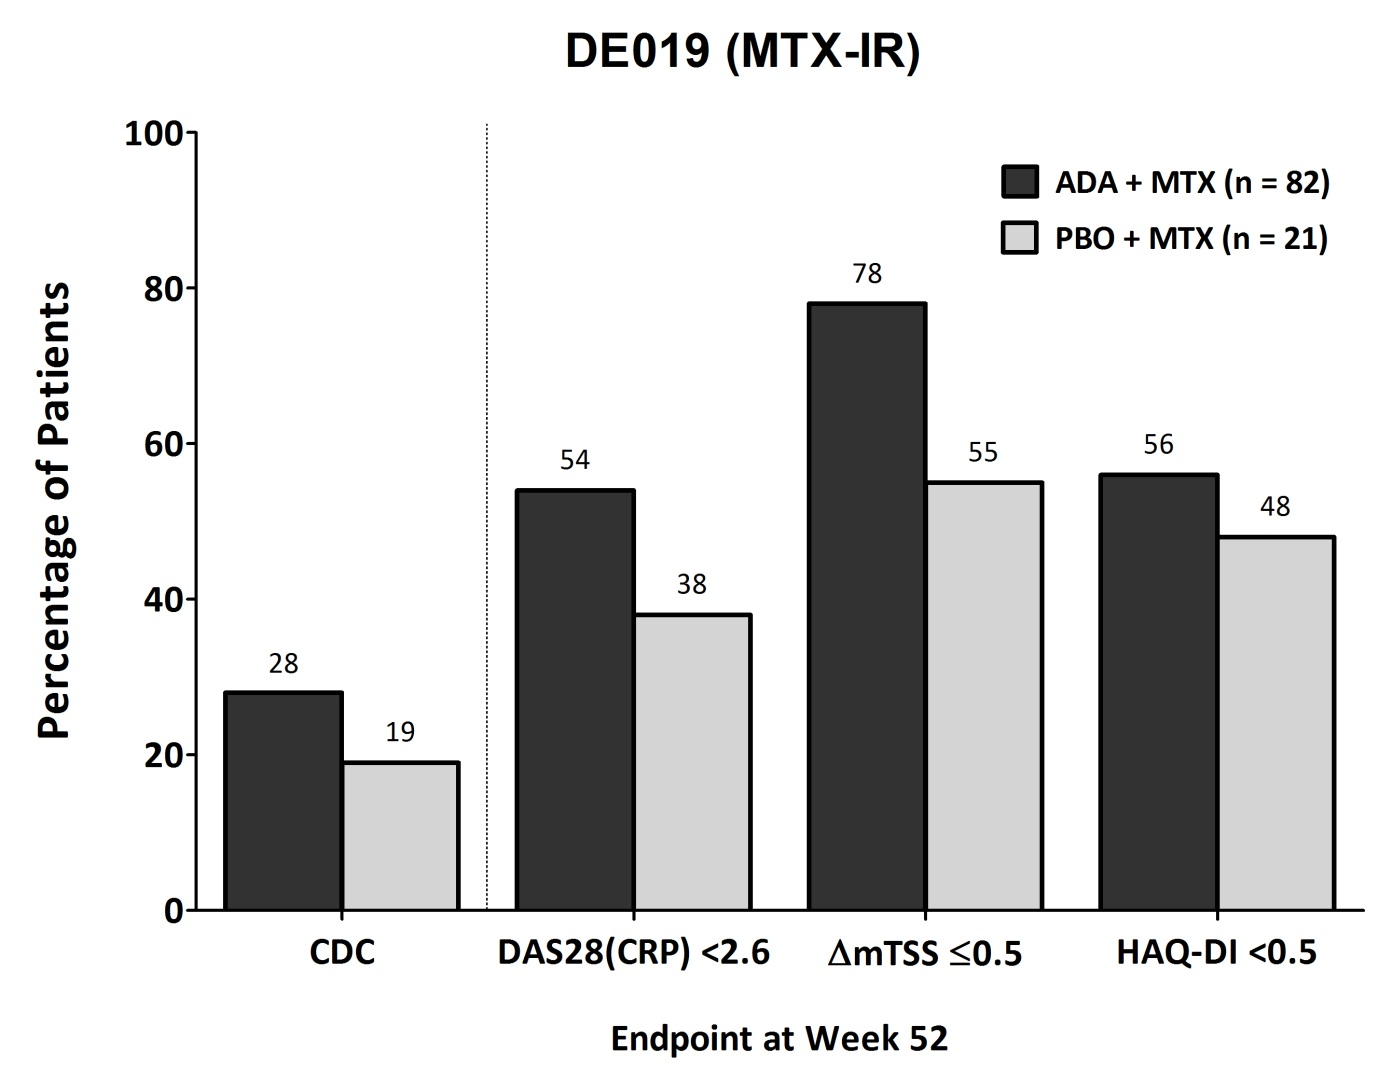 DE019 (MTX-IR)
Percentage of Patients
100
80
60
40
20
0
ADA + MTX (n = 82)
PBO + MTX (n = 21)
28
19
54
38
78
55
56
48
CDC
DAS28(CRP) <2.6
ΔmTSS ≤0.5
HAQ-DI <0.5
Endpoint at Week 52